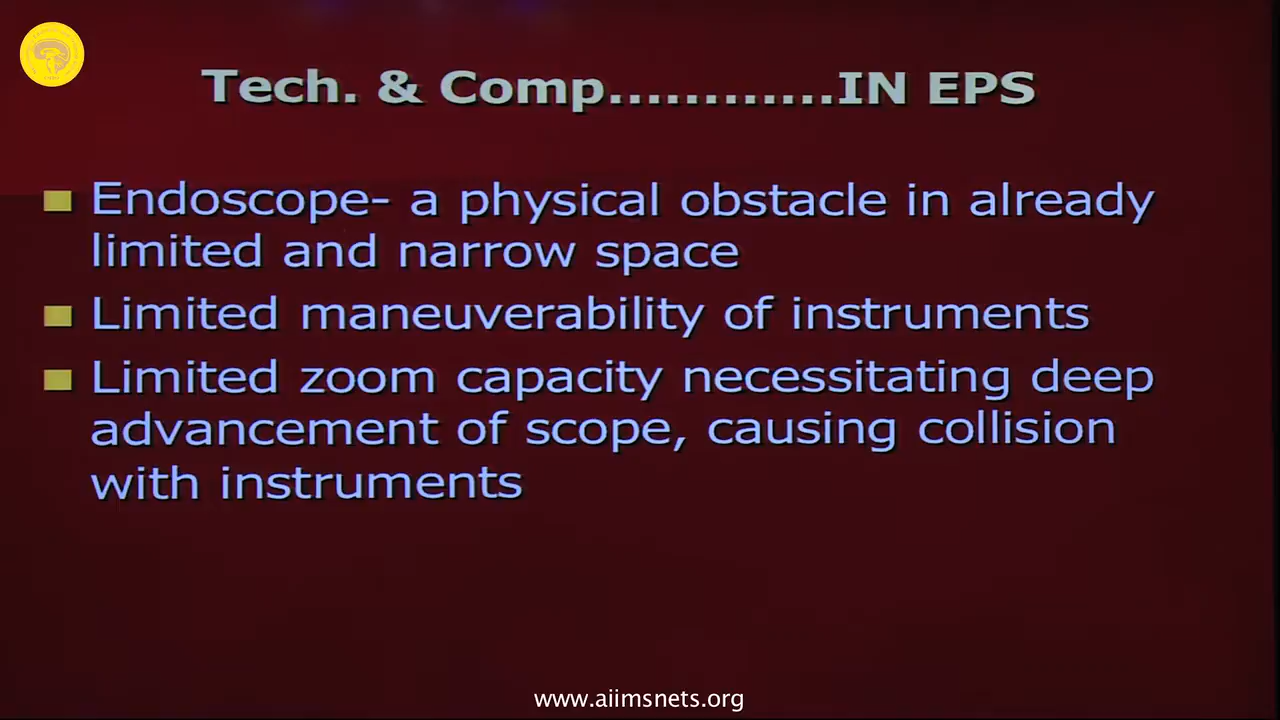 Tech. & Comp............IN EPS
Endoscope- a physical obstacle in already
limited and narrow space
Limited maneuverability of instruments
Limited zoom capacity necessitating deep
advancement of scope, causing collision
with instruments
www.aiimsnets.org